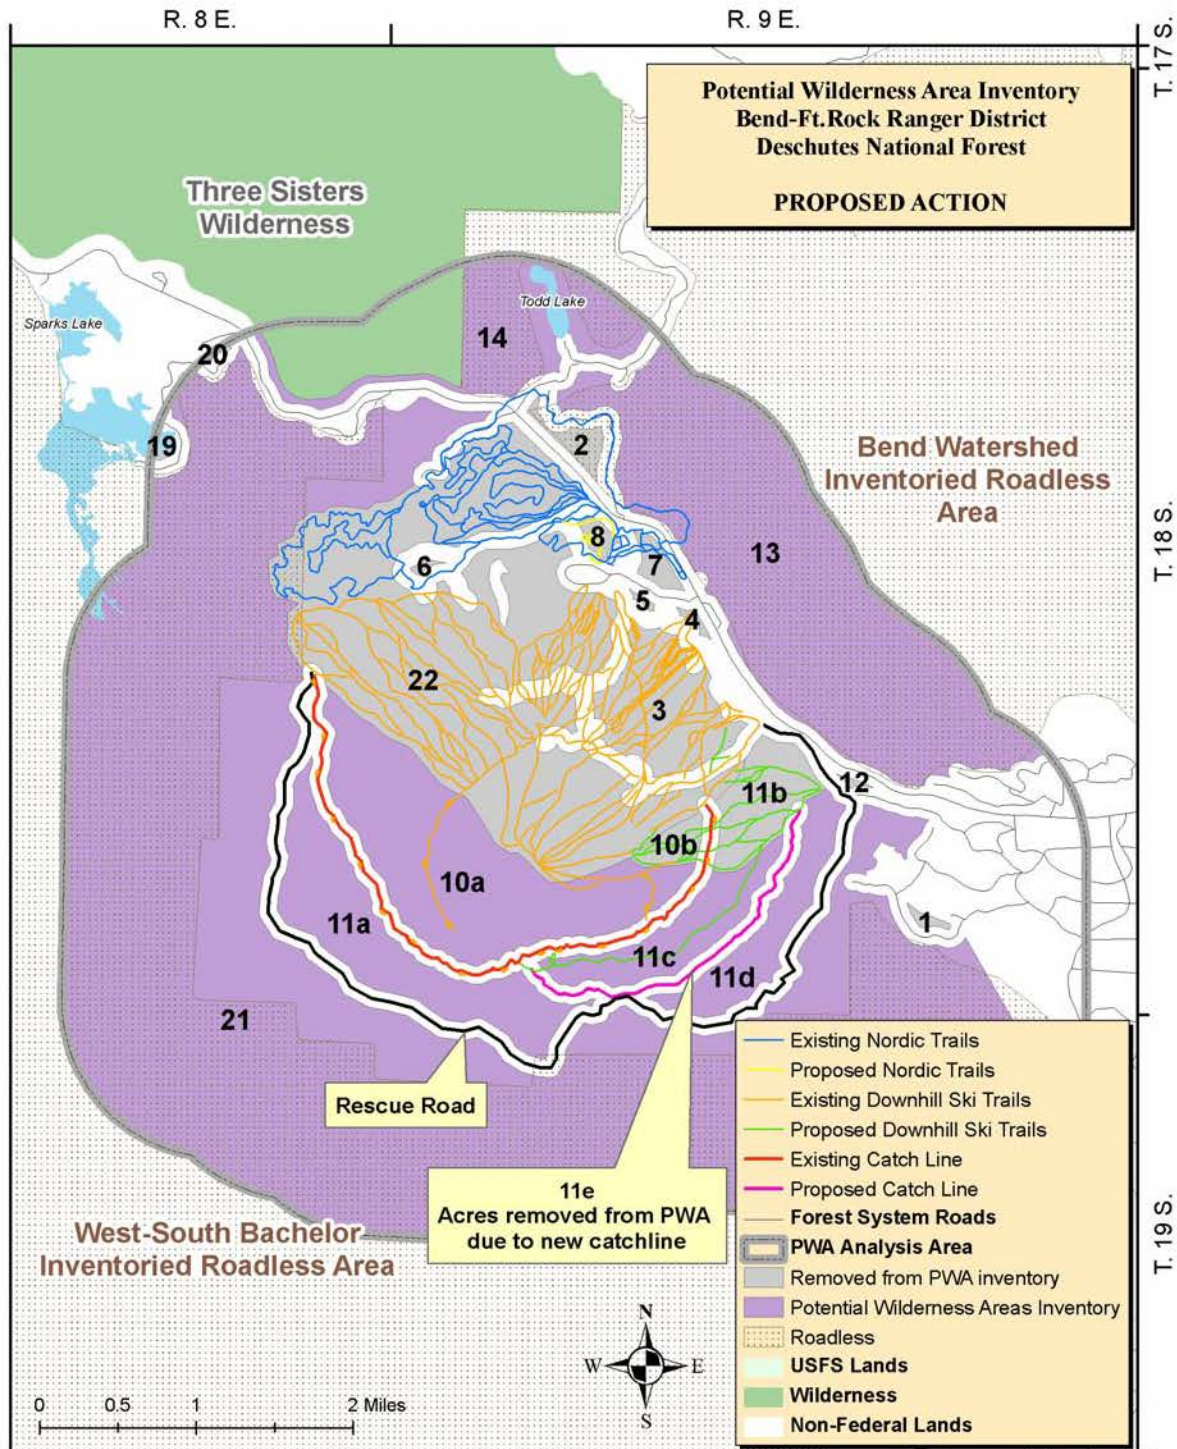 R. 8 E.
R. 9 E.
T. 17 S.
Potential Wilderness Area Inventory
Bend-Ft.Rock Ranger District
Deschutes National Forest
PROPOSED ACTION
Three Sisters
Wilderness
Todd Lake
Sparks Lake
14
20
19
2
Bend Watershed
Inventoried Roadless
Area
T. 18 S.
8
13
6
7
5
4
22
3
12
11b
10b
10a
11a
1
11c
11d
21
Rescue Road
11e
Acres removed from PWA
due to new catchline
West-South Bachelor
Inventoried Roadless Area
T. 19 S.
Existing Nordic Trails
Proposed Nordic Trails
Existing Downhill Ski Trails
Proposed Downhill Ski Trails
Existing Catch Line
Proposed Catch Line
Forest System Roads
PWA Analysis Area
Removed from PWA inventory
Potential Wilderness Areas Inventory
Roadless
USFS Lands
Wilderness
Non-Federal Lands
N
W E
S
0 0.5 1 2 Miles